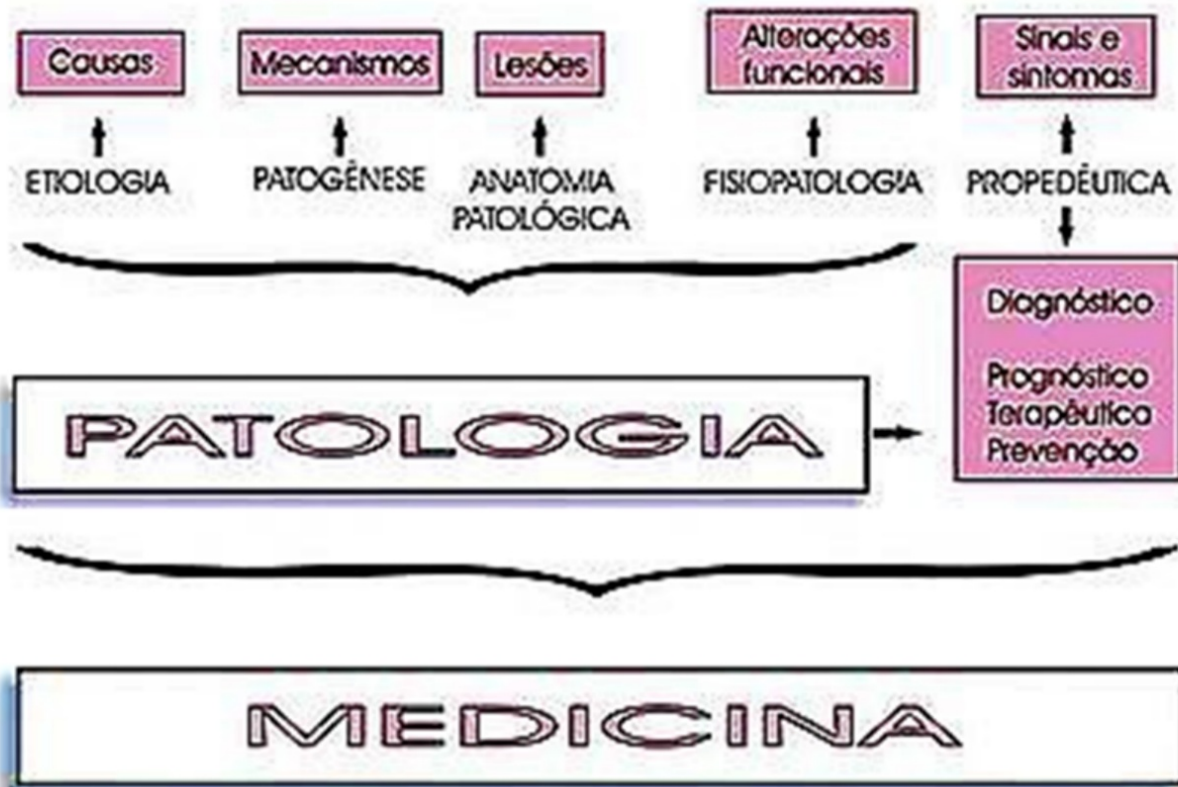 Causas
Mecanismos
Lesões
Alterações
funcionais
Sinais e
sintomas
ETIOLOGIA
PATOGÊNESE
ANATOMIA
PATOLÓGICA
FISIOPATOLOGIA
PROPEDÊUTICA
Diagnóstico
Prognóstico
Terapêutica
Prevenção
PATOLOGIA
MEDICINA